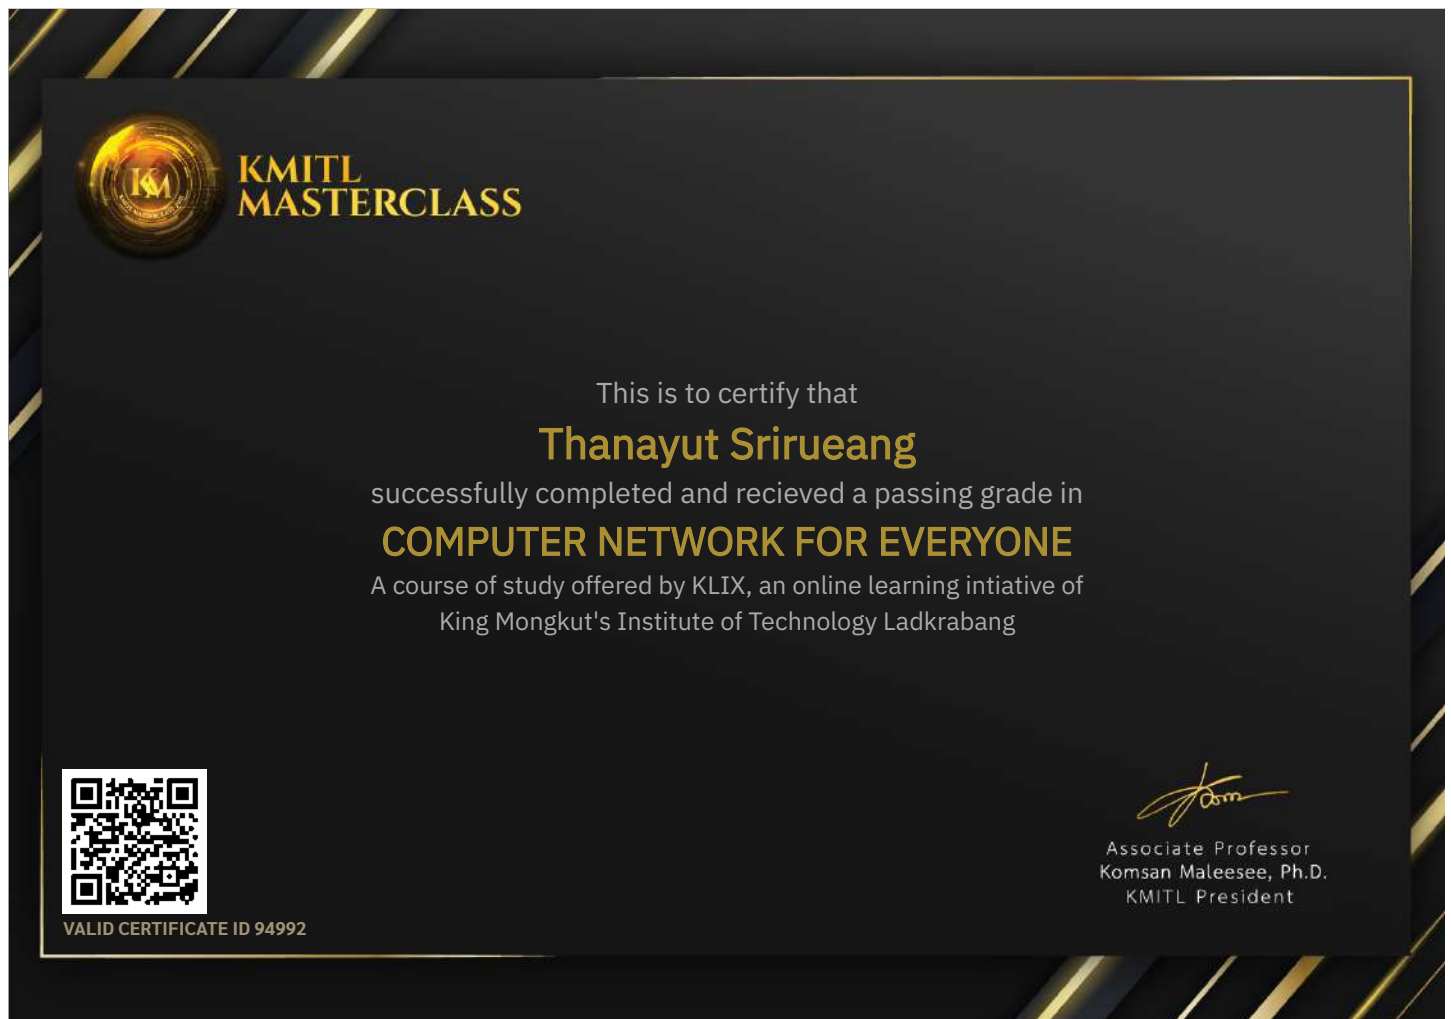 KMITL
MASTERCLASS
KM
This is to certify that
Thanayut Srirueang
successfully completed and recieved a passing grade in
COMPUTER NETWORK FOR EVERYONE
A course of study offered by KLIX, an online learning intiative of
King Mongkut's Institute of Technology Ladkrabang
Associate Professor
Komsan Maleesee, Ph.D.
KMITL President
VALID CERTIFICATE ID 94992